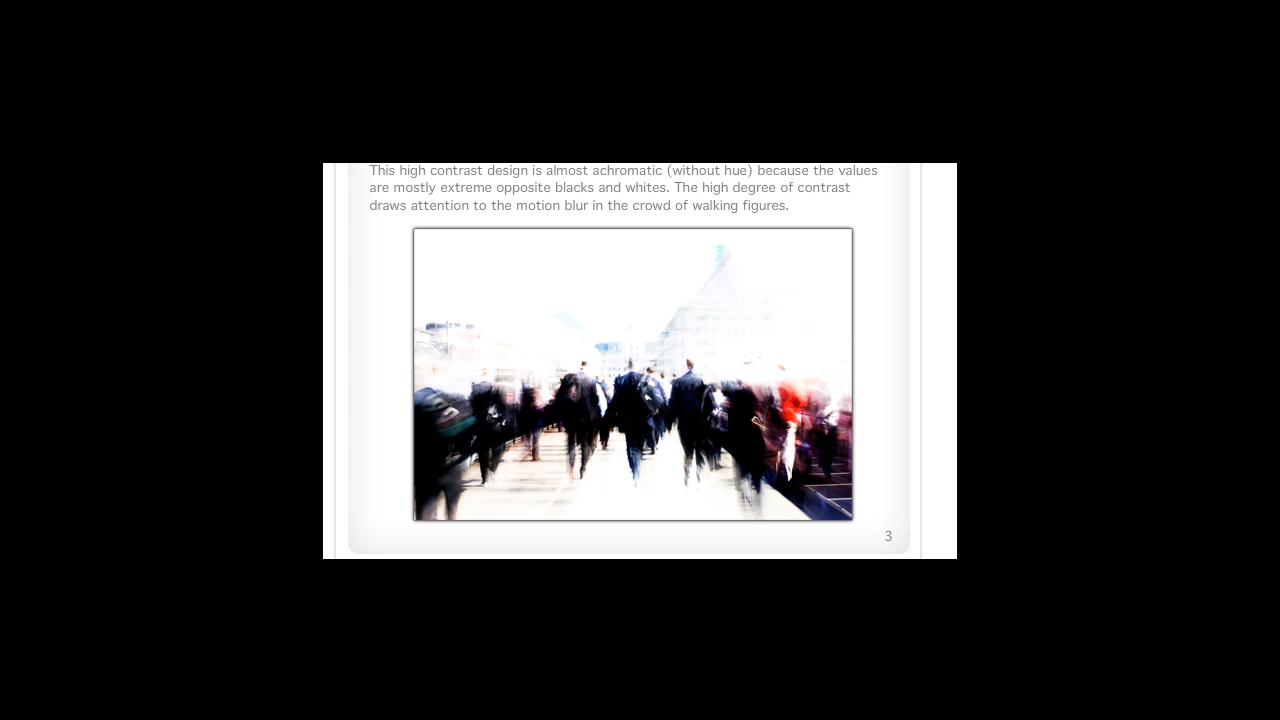 This high contrast design is almost achromatic (without hue) because the values
are mostly extreme opposite blacks and whites. The high degree of contrast
draws attention to the motion blur in the crowd of walking figures.
3